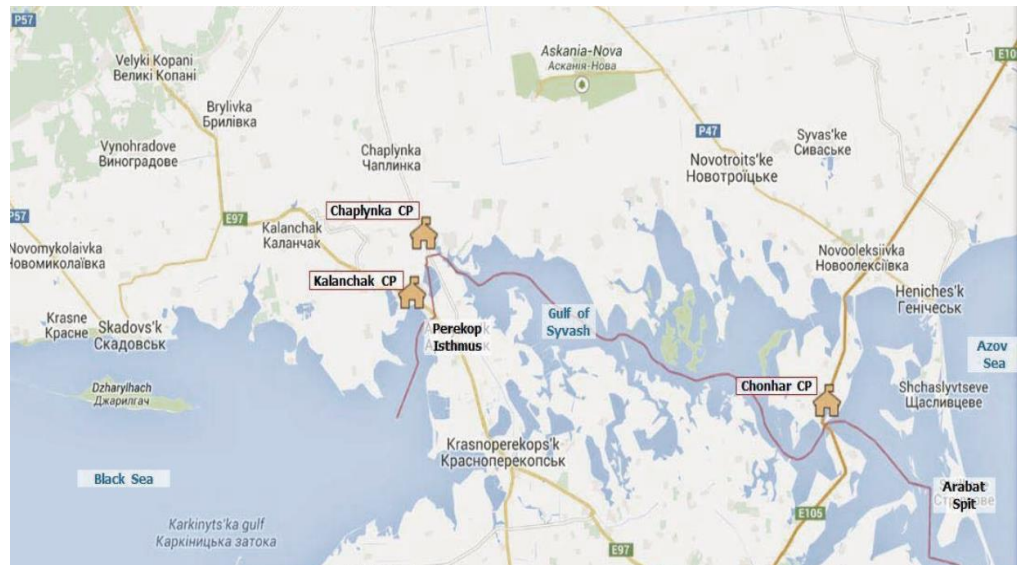 P57
Velyki Kopani
Великі Копані
Brylivka
Брилівка
Vynohradove
Виноградове
Askania-Nova
Асканія-Нова
E105
P47
Syvas'ke
Сиваське
Chaplynka
Чаплинка
Novotroits'ke
Новотроїцьке
P57
E97
Chaplynka CP
Kalanchak
Каланчак
Novomykolaivka
Новомиколаївка
Novooleksiivka
Новоолексіївка
Kalanchak CP
Heniches'k
Генічеськ
Krasne
Красне
Skadovs'k
Скадовськ
Perekop
Isthmus
Gulf of
Syvash
Azov
Sea
Dzharylhach
Джарилгач
Chonhar CP
Shchaslyvtseve
Щасливцеве
Krasnoperekops'k
Красноперекопськ
Black Sea
Arabat
Spit
Karkinyts'ka gulf
Каркіницька затока
E105
E97